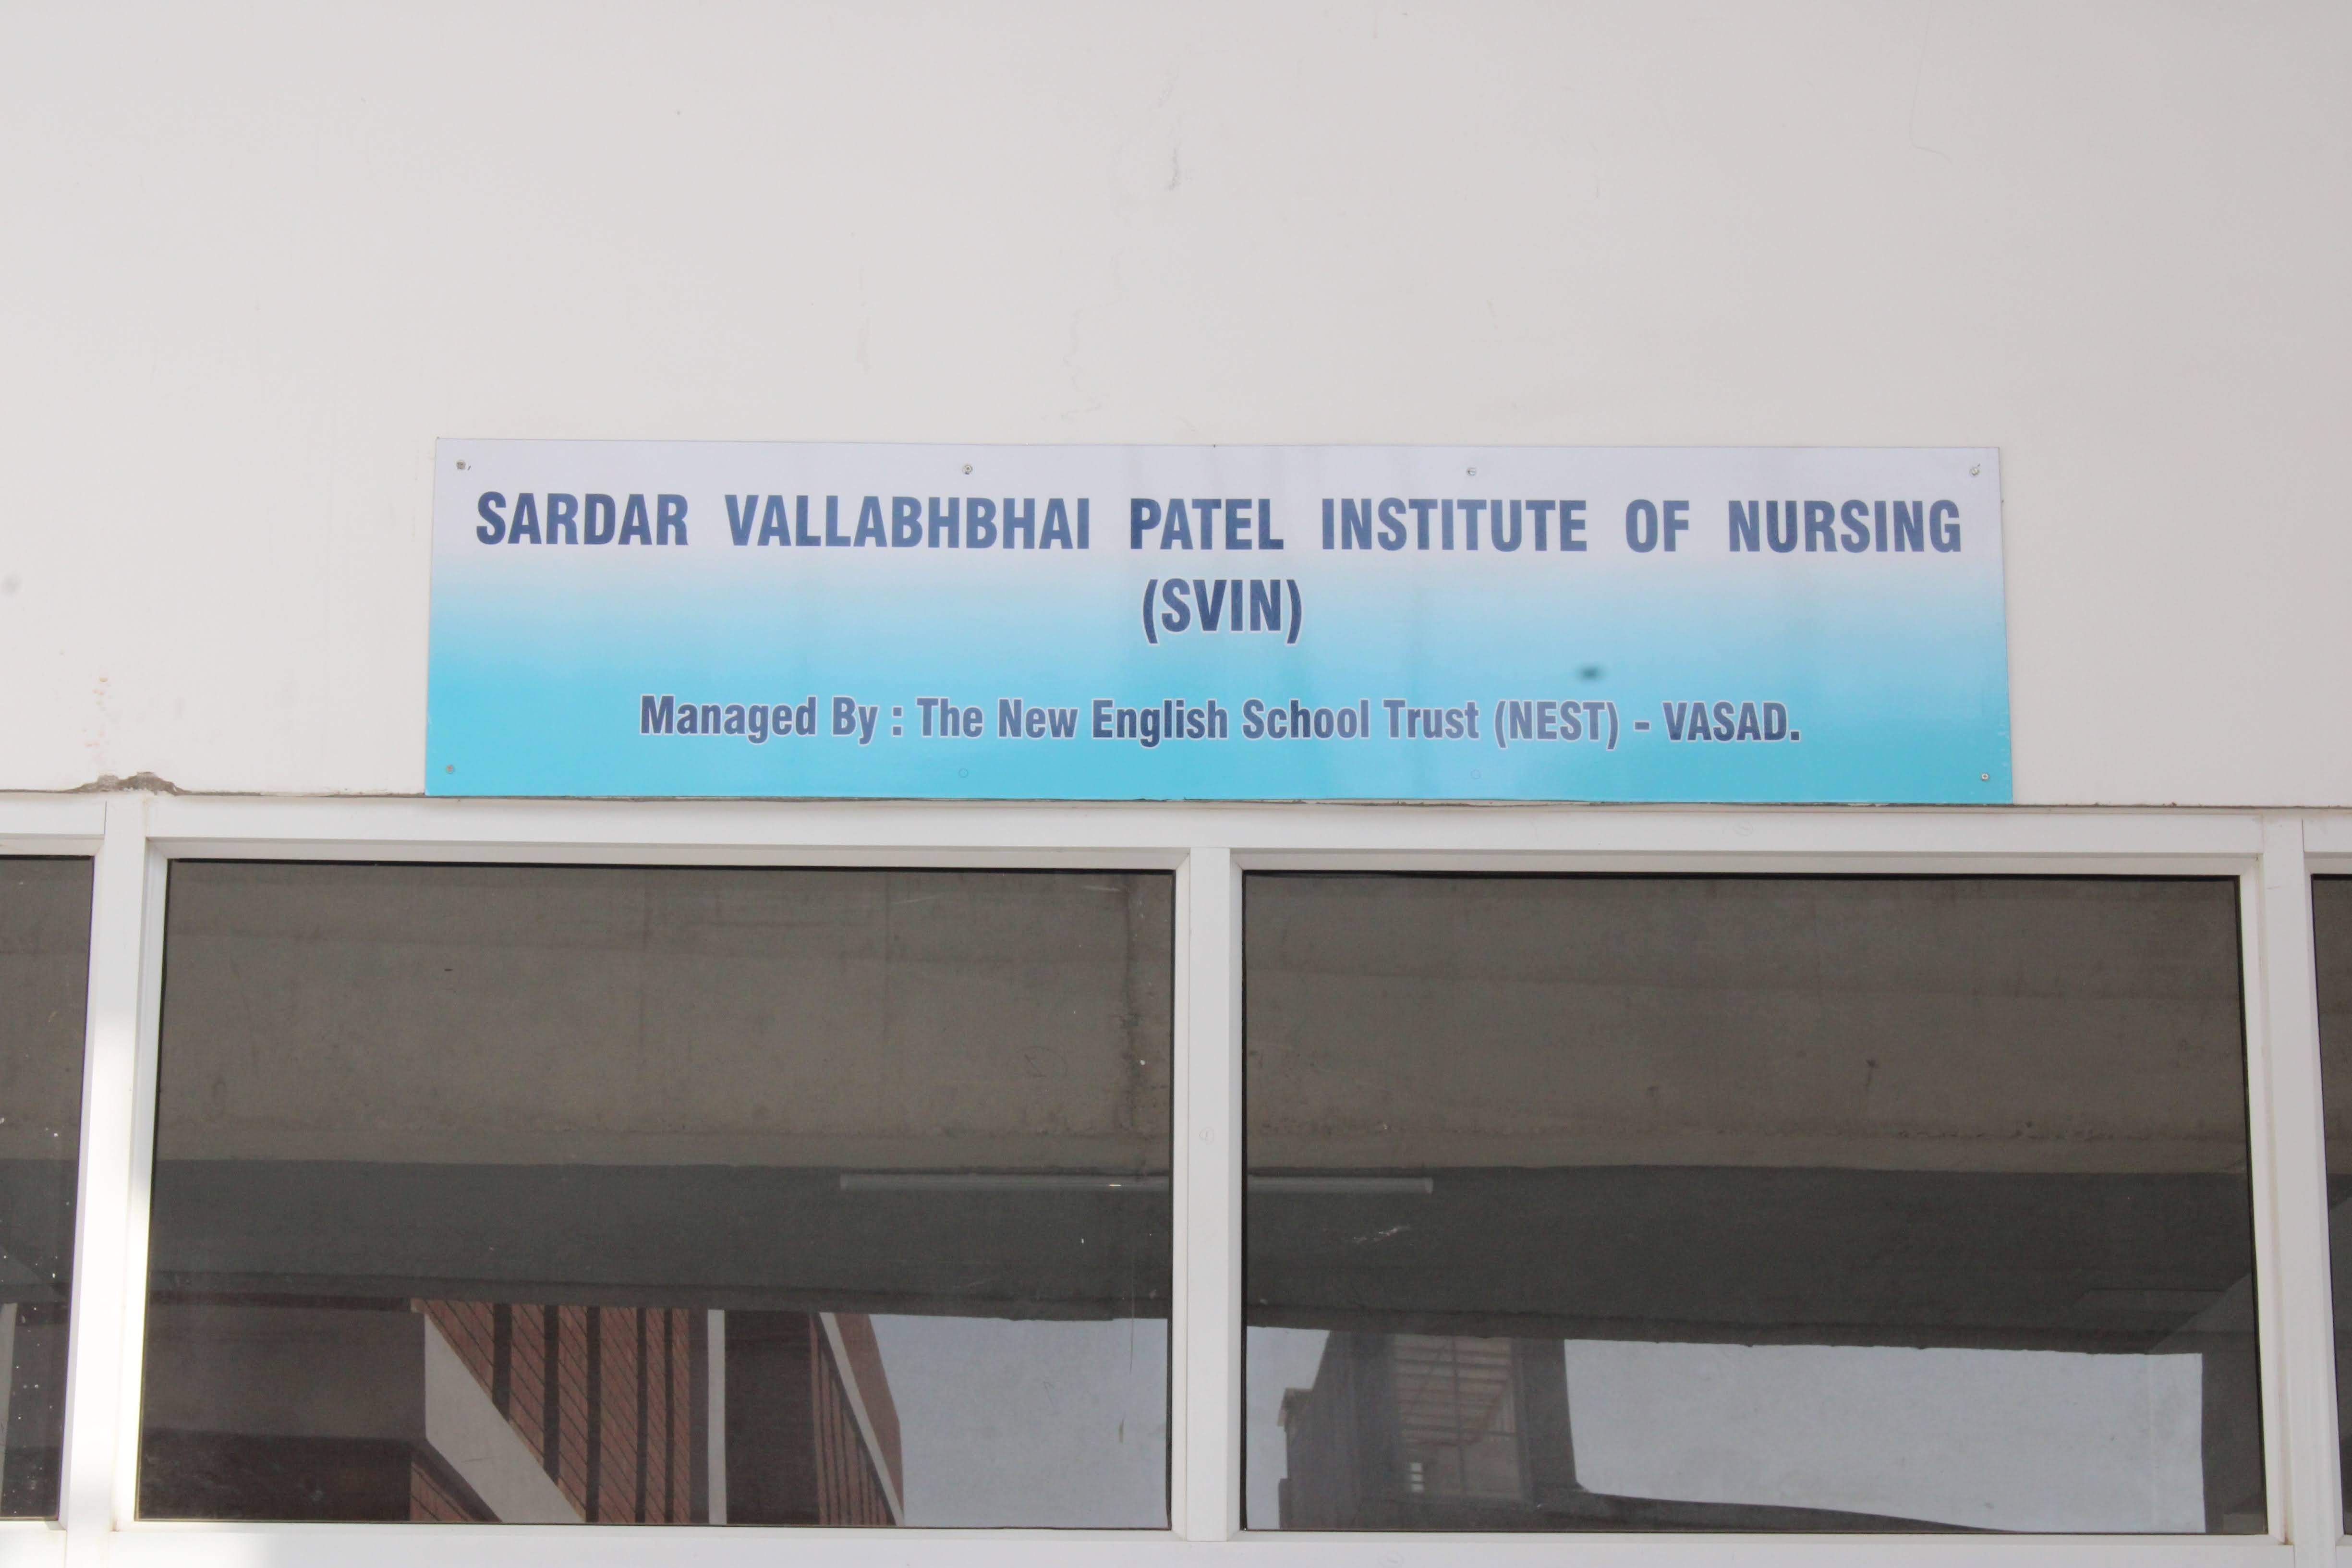 SARDAR VALLABHBHAI PATEL INSTITUTE OF NURSING
(SVIN)
Managed By : The New English School Trust (NEST) - VASAD.